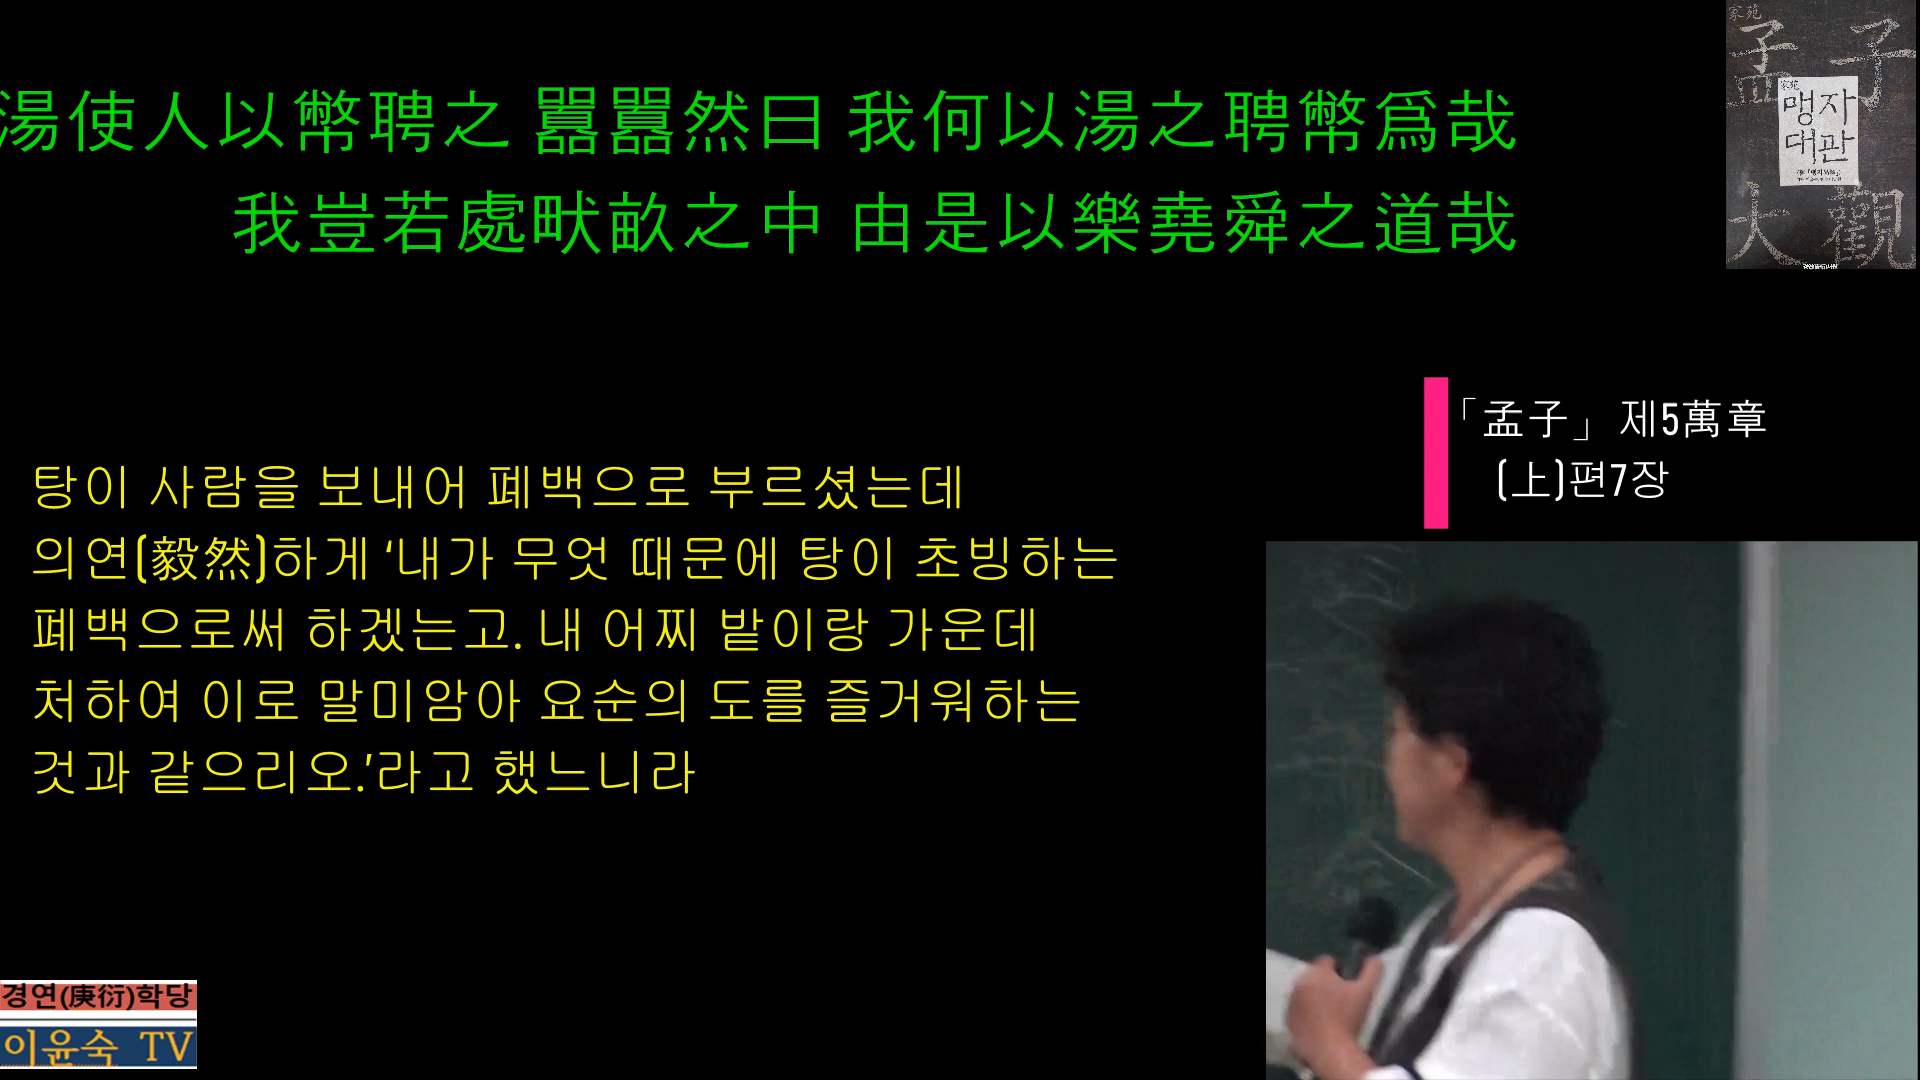 湯使人以幣聘之 囂囂然曰 我何以湯之聘幣爲哉
我豈若處畎畝之中 由是以樂堯舜之道哉
家苑
孟子
家苑
맹자
대관
大觀
「孟子」 제5萬章
(上)편7장
탕이 사람을 보내어 폐백으로 부르셨는데
의연(毅然)하게 ‘내가 무엇 때문에 탕이 초빙하는
폐백으로써 하겠는고. 내 어찌 밭이랑 가운데
처하여 이로 말미암아 요순의 도를 즐거워하는
것과 같으리오.’라고 했느니라
경연(庚衍)학당
이윤숙 TV